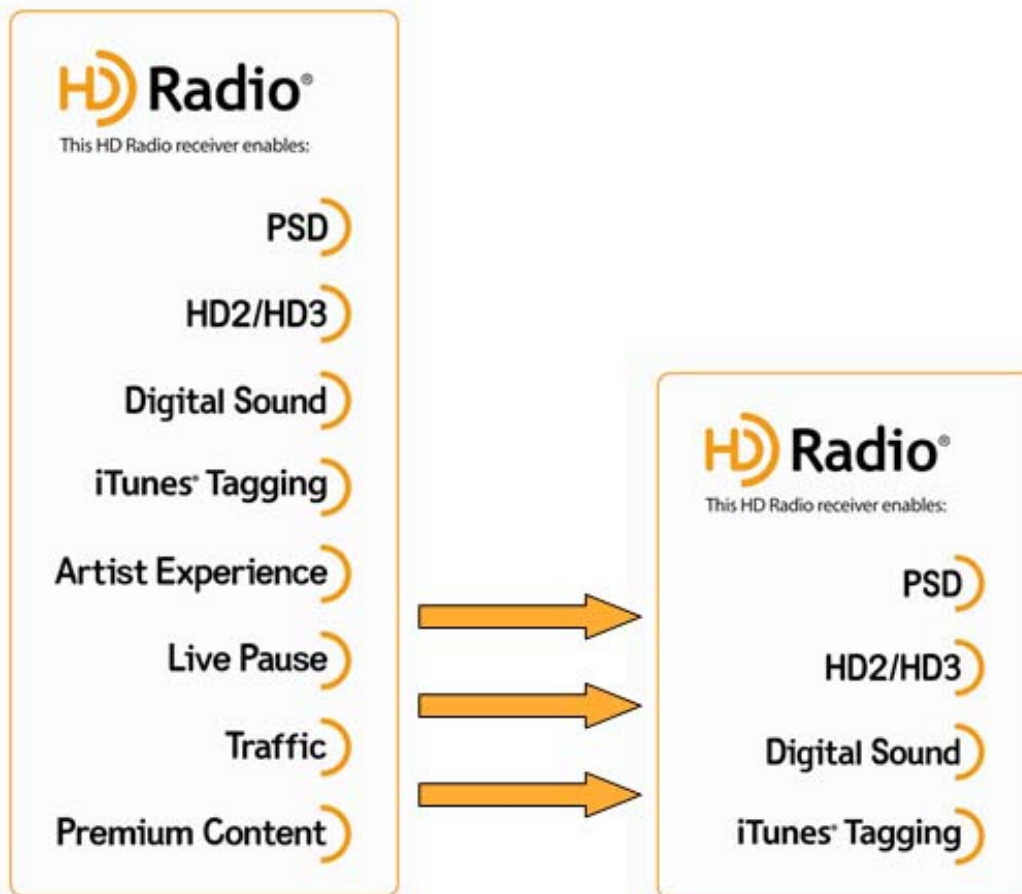 HD Radio®
This HD Radio receiver enables:
PSD
HD2/HD3
Digital Sound
iTunes® Tagging
Artist Experience
Live Pause
Traffic
Premium Content
HD Radio®
This HD Radio receiver enables:
PSD
HD2/HD3
Digital Sound
iTunes® Tagging